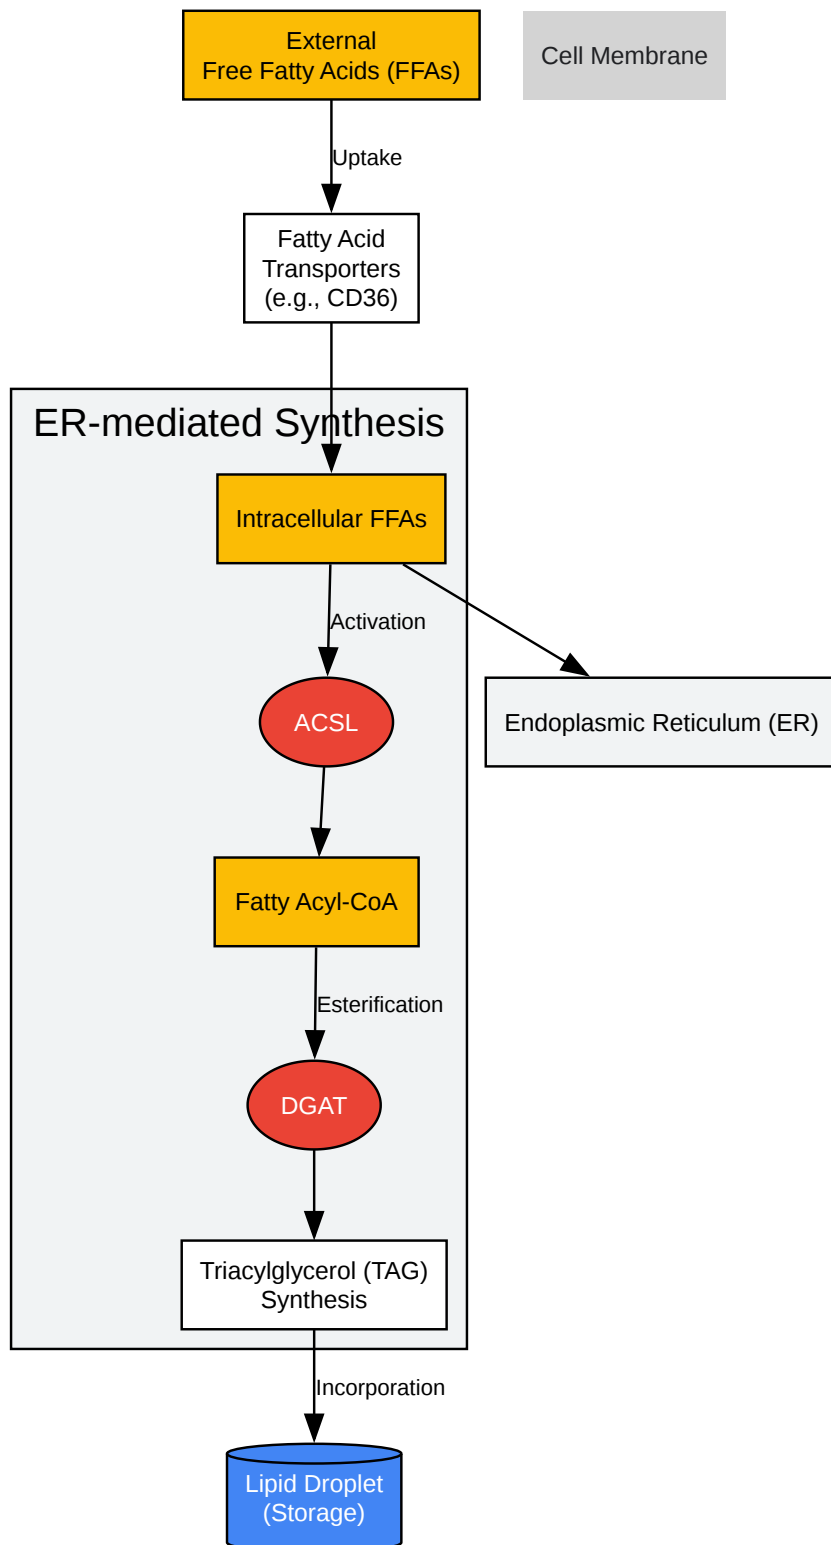 External
Free Fatty Acids (FFAs)
Cell Membrane
Uptake
Fatty Acid
Transporters
(e.g., CD36)
ER-mediated Synthesis
Intracellular FFAs
Activation
ACSL
Endoplasmic Reticulum (ER)
Fatty Acyl-CoA
Esterification
DGAT
Triacylglycerol (TAG)
Synthesis
Incorporation
Lipid Droplet
(Storage)